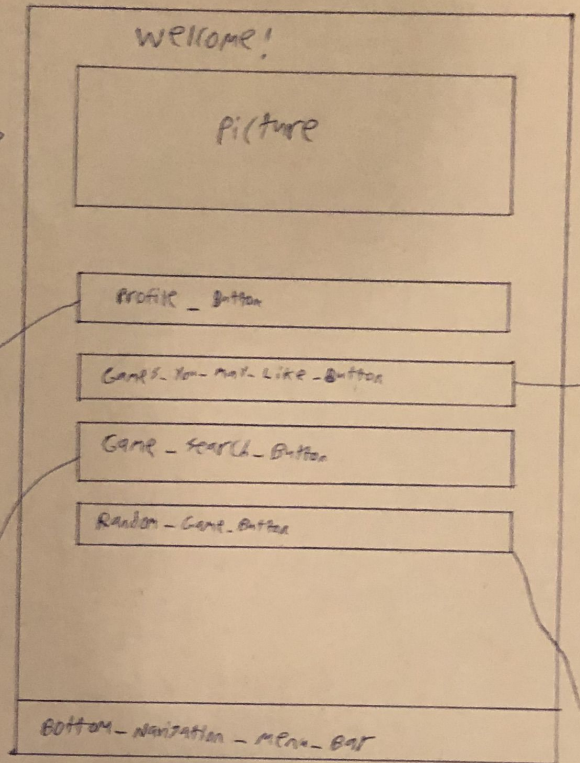 Welcome!
Picture
Profile_Button
Games_You_May_Like_Button
Game_Search_Button
Random_Game_Button
Bottom_Navigation_Menu_Bar